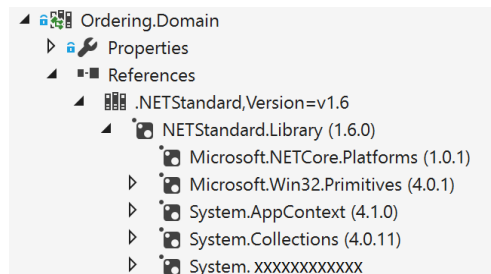 Ordering.Domain
Properties
References
.NETStandard,Version=v1.6
NETStandard.Library (1.6.0)
Microsoft.NETCore.Platforms (1.0.1)
Microsoft.Win32.Primitives (4.0.1)
System.AppContext (4.1.0)
System.Collections (4.0.11)
System. xxxxxxxxxxxx